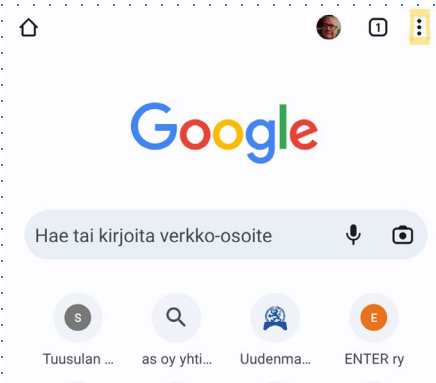 1
Google
Hae tai kirjoita verkko-osoite
S
E
Tuusulan ... as oy yhti... Uudenma... ENTER ry